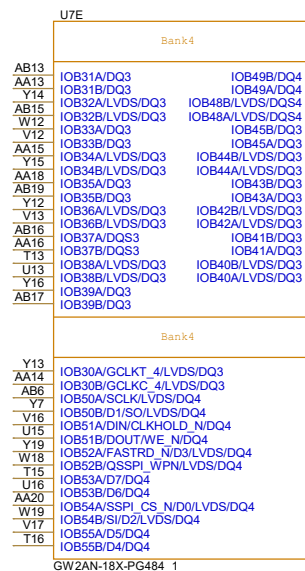 U7E
Bank4
AB13 IOB31A/DQ3 IOB49B/DQ4
AA13 IOB31B/DQ3 IOB49A/DQ4
Y14 IOB32A/LVDS/DQ3 IOB48B/LVDS/DQS4
AB15 IOB32B/LVDS/DQ3 IOB48A/LVDS/DQS4
W12 IOB33A/DQ3 IOB45B/DQ3
V12 IOB33B/DQ3 IOB45A/DQ3
AA15 IOB34A/LVDS/DQ3 IOB44B/LVDS/DQ3
Y15 IOB34B/LVDS/DQ3 IOB44A/LVDS/DQ3
AA18 IOB35A/DQ3 IOB43B/DQ3
AB19 IOB35B/DQ3 IOB43A/DQ3
Y12 IOB36A/LVDS/DQ3 IOB42B/LVDS/DQ3
V13 IOB36B/LVDS/DQ3 IOB42A/LVDS/DQ3
AB16 IOB37A/DQS3 IOB41B/DQ3
AA16 IOB37B/DQS3 IOB41A/DQ3
T13 IOB38A/LVDS/DQ3 IOB40B/LVDS/DQ3
U13 IOB38B/LVDS/DQ3 IOB40A/LVDS/DQ3
Y16 IOB39A/DQ3
AB17 IOB39B/DQ3
Bank4
Y13 IOB30A/GCLKT_4/LVDS/DQ3
AA14 IOB30B/GCLKC_4/LVDS/DQ3
AB6 IOB50A/SCLK/LVDS/DQ4
Y7 IOB50B/D1/SO/LVDS/DQ4
V16 IOB51A/DIN/CLKHOLD_N/DQ4
U15 IOB51B/DOUT/WE_N/DQ4
Y19 IOB52A/FASTRD_N/D3/LVDS/DQ4
W18 IOB52B/QSSPI_WPN/LVDS/DQ4
T15 IOB53A/D7/DQ4
U16 IOB53B/D6/DQ4
AA20 IOB54A/SSPI_CS_N/D0/LVDS/DQ4
W19 IOB54B/SI/D2/LVDS/DQ4
V17 IOB55A/D5/DQ4
T16 IOB55B/D4/DQ4
GW2AN-18X-PG484_1